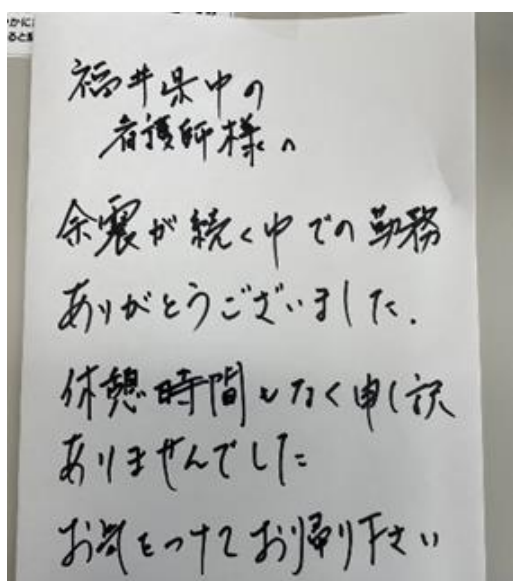 福井県中の
看護師様へ
余震が続く中での勤務
ありがとうございました.
休憩時間もなく申し訳
ありませんでした
お気をつけてお帰り下さい